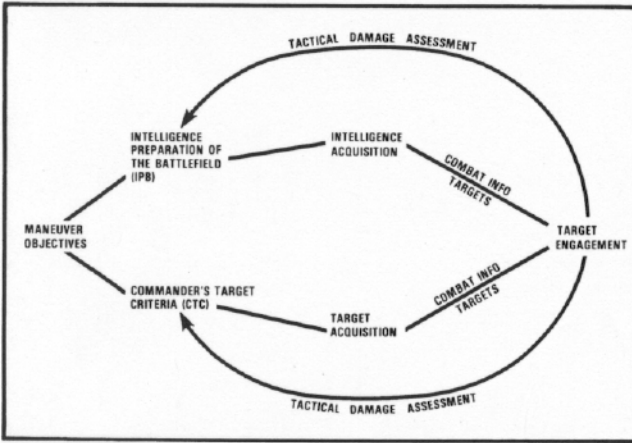 TACTICAL DAMAGE ASSESSMENT
INTELLIGENCE
PREPARATION OF
THE BATTLEFIELD
(IPB)
INTELLIGENCE
ACQUISITION
COMBAT INFO
TARGETS
MANEUVER
OBJECTIVES
TARGET
ENGAGEMENT
COMMANDER'S TARGET
CRITERIA (CTC)
TARGET
ACQUISITION
COMBAT INFO
TARGETS
TACTICAL DAMAGE ASSESSMENT